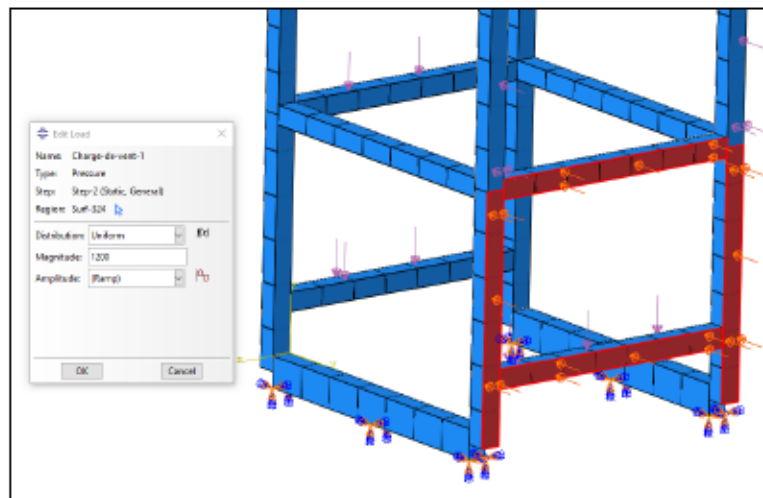 Edit Load
Name: Charge-de-vent-1
Type: Pressure
Step: Step-2 (Static, General)
Region: Surf-324
Distribution: Uniform f(x)
Magnitude: 1200
Amplitude: (Ramp)
OK Cancel